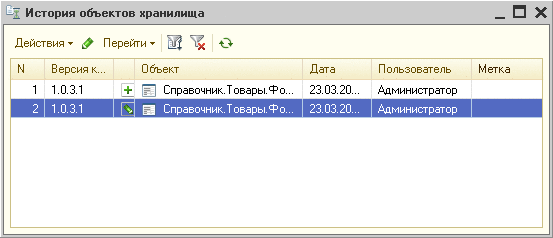 История объектов хранилища
Действия Перейти
N Версия к... Объект Дата Пользователь Метка
1 1.0.3.1 Справочник.Товары.Фо... 23.03.20... Администратор
2 1.0.3.1 Справочник.Товары.Фо... 23.03.20... Администратор